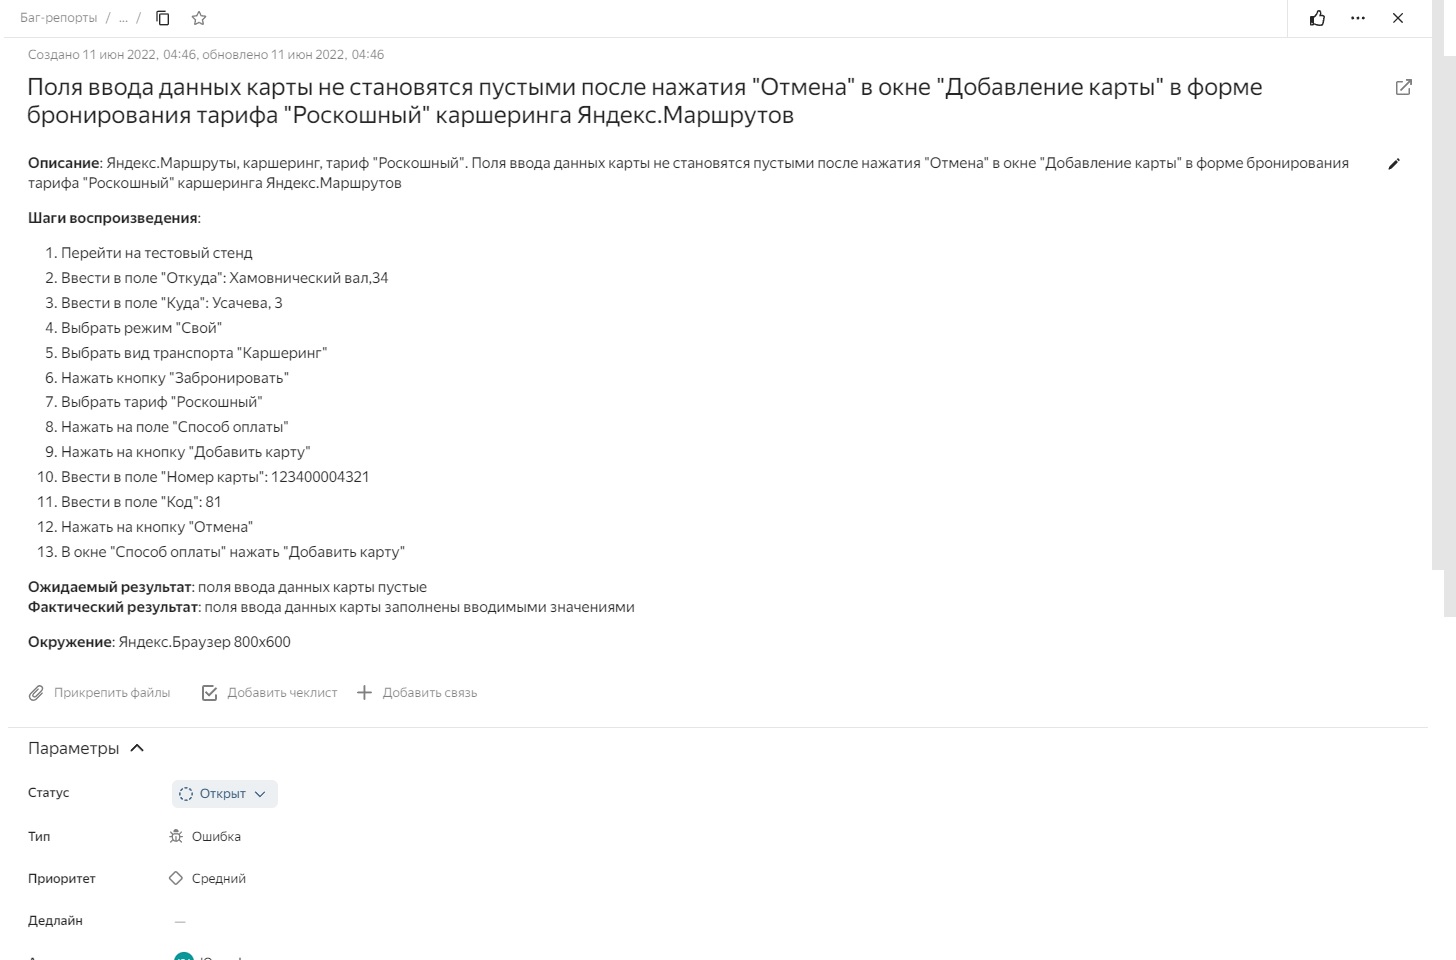 Баг-репорты / ... /
Создано 11 июн 2022, 04:46, обновлено 11 июн 2022, 04:46
Поля ввода данных карты не становятся пустыми после нажатия "Отмена" в окне "Добавление карты" в форме
бронирования тарифа "Роскошный" каршеринга Яндекс.Маршрутов
Описание: Яндекс.Маршруты, каршеринг, тариф "Роскошный". Поля ввода данных карты не становятся пустыми после нажатия "Отмена" в окне "Добавление карты" в форме бронирования
тарифа "Роскошный" каршеринга Яндекс.Маршрутов
Шаги воспроизведения:
1. Перейти на тестовый стенд
2. Ввести в поле "Откуда": Хамовнический вал,34
3. Ввести в поле "Куда": Усачева, 3
4. Выбрать режим "Свой"
5. Выбрать вид транспорта "Каршеринг"
6. Нажать кнопку "Забронировать"
7. Выбрать тариф "Роскошный"
8. Нажать на поле "Способ оплаты"
9. Нажать на кнопку "Добавить карту"
10. Ввести в поле "Номер карты": 123400004321
11. Ввести в поле "Код": 81
12. Нажать на кнопку "Отмена"
13. В окне "Способ оплаты" нажать "Добавить карту"
Ожидаемый результат: поля ввода данных карты пустые
Фактический результат: поля ввода данных карты заполнены вводимыми значениями
Окружение: Яндекс.Браузер 800x600
Прикрепить файлы Добавить чеклист Добавить связь
Параметры
Статус Открыт
Тип Ошибка
Приоритет Средний
Дедлайн —